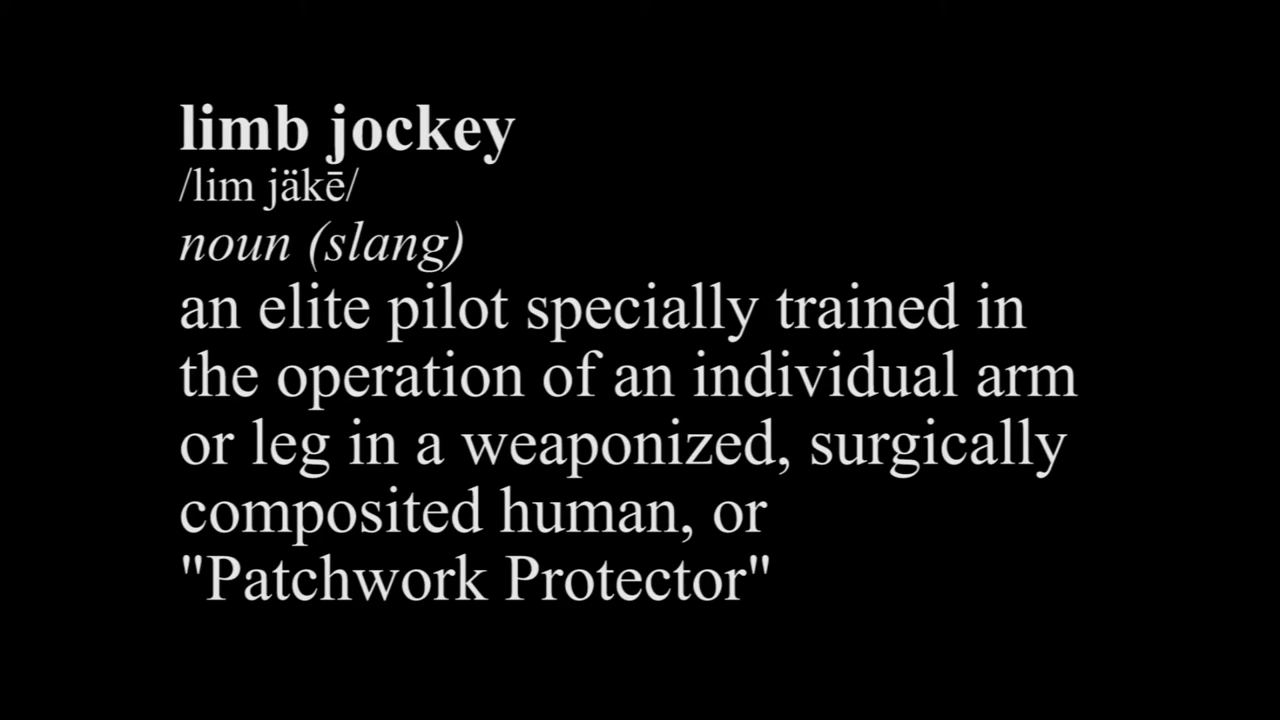 limb jockey
/lim jäkē/
noun (slang)
an elite pilot specially trained in
the operation of an individual arm
or leg in a weaponized, surgically
composited human, or
"Patchwork Protector"